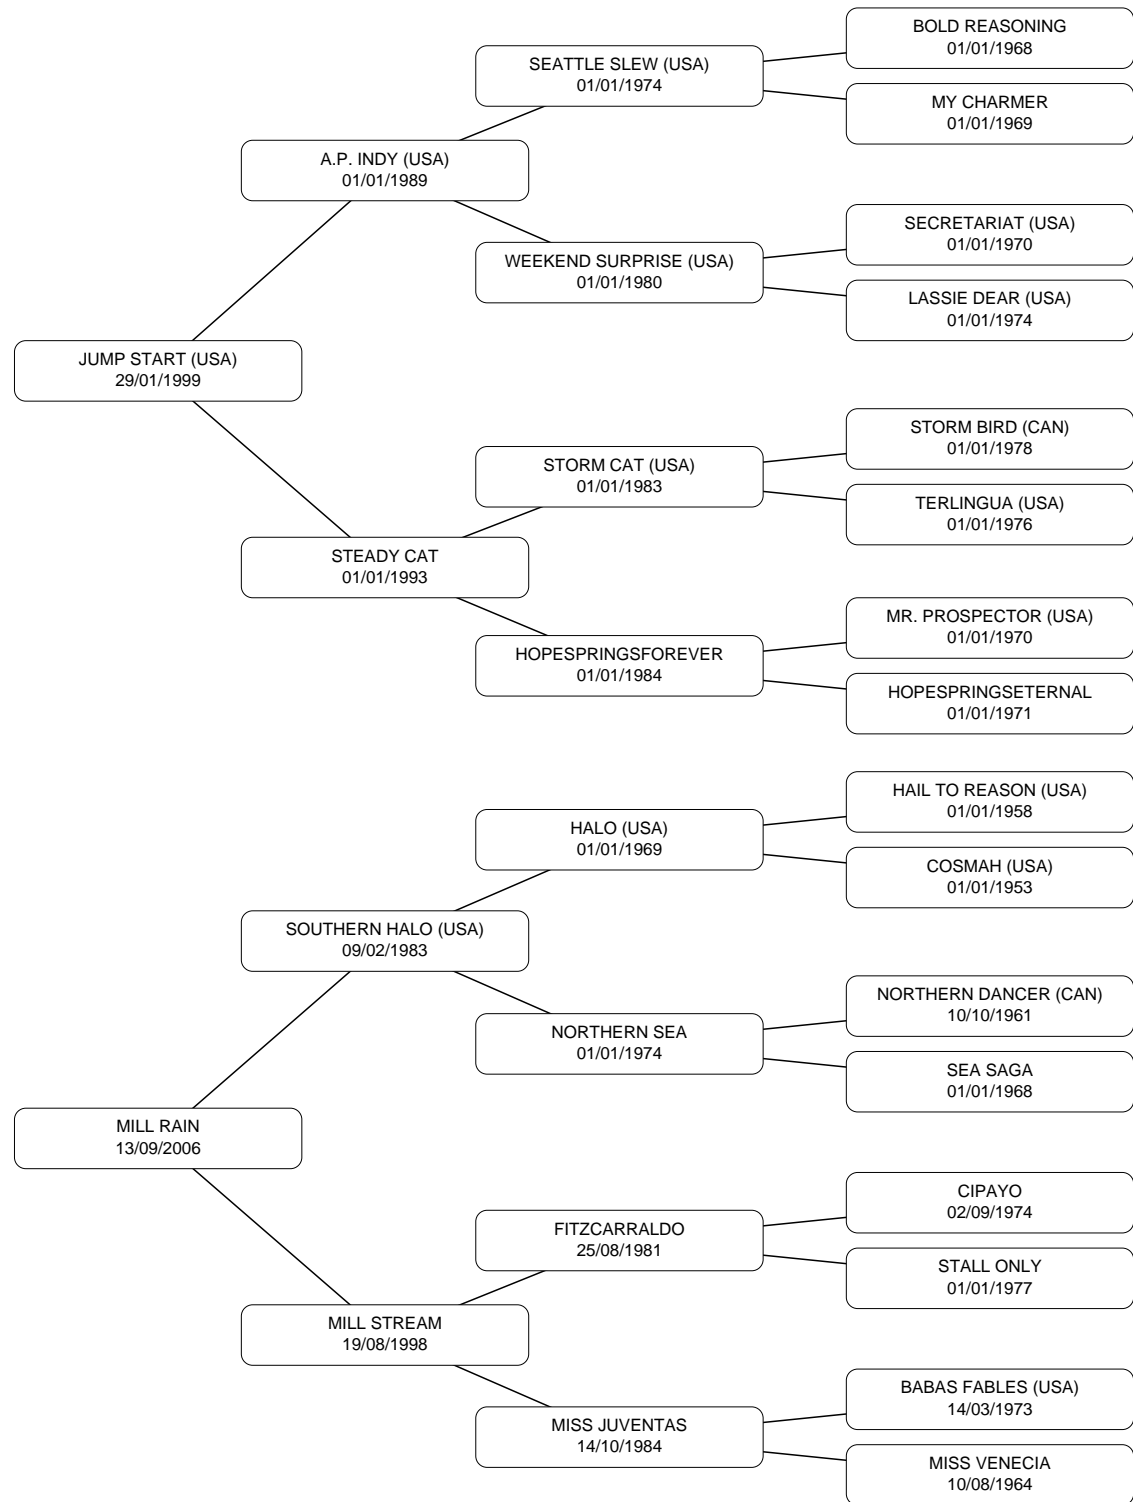 BOLD REASONING
01/01/1968
SEATTLE SLEW (USA)
01/01/1974
MY CHARMER
01/01/1969
A.P. INDY (USA)
01/01/1989
SECRETARIAT (USA)
01/01/1970
WEEKEND SURPRISE (USA)
01/01/1980
LASSIE DEAR (USA)
01/01/1974
JUMP START (USA)
29/01/1999
STORM BIRD (CAN)
01/01/1978
STORM CAT (USA)
01/01/1983
TERLINGUA (USA)
01/01/1976
STEADY CAT
01/01/1993
MR. PROSPECTOR (USA)
01/01/1970
HOPESPRINGSFOREVER
01/01/1984
HOPESPRINGSETERNAL
01/01/1971
HAIL TO REASON (USA)
01/01/1958
HALO (USA)
01/01/1969
COSMAH (USA)
01/01/1953
SOUTHERN HALO (USA)
09/02/1983
NORTHERN DANCER (CAN)
10/10/1961
NORTHERN SEA
01/01/1974
SEA SAGA
01/01/1968
MILL RAIN
13/09/2006
CIPAYO
02/09/1974
FITZCARRALDO
25/08/1981
STALL ONLY
01/01/1977
MILL STREAM
19/08/1998
BABAS FABLES (USA)
14/03/1973
MISS JUVENTAS
14/10/1984
MISS VENECIA
10/08/1964